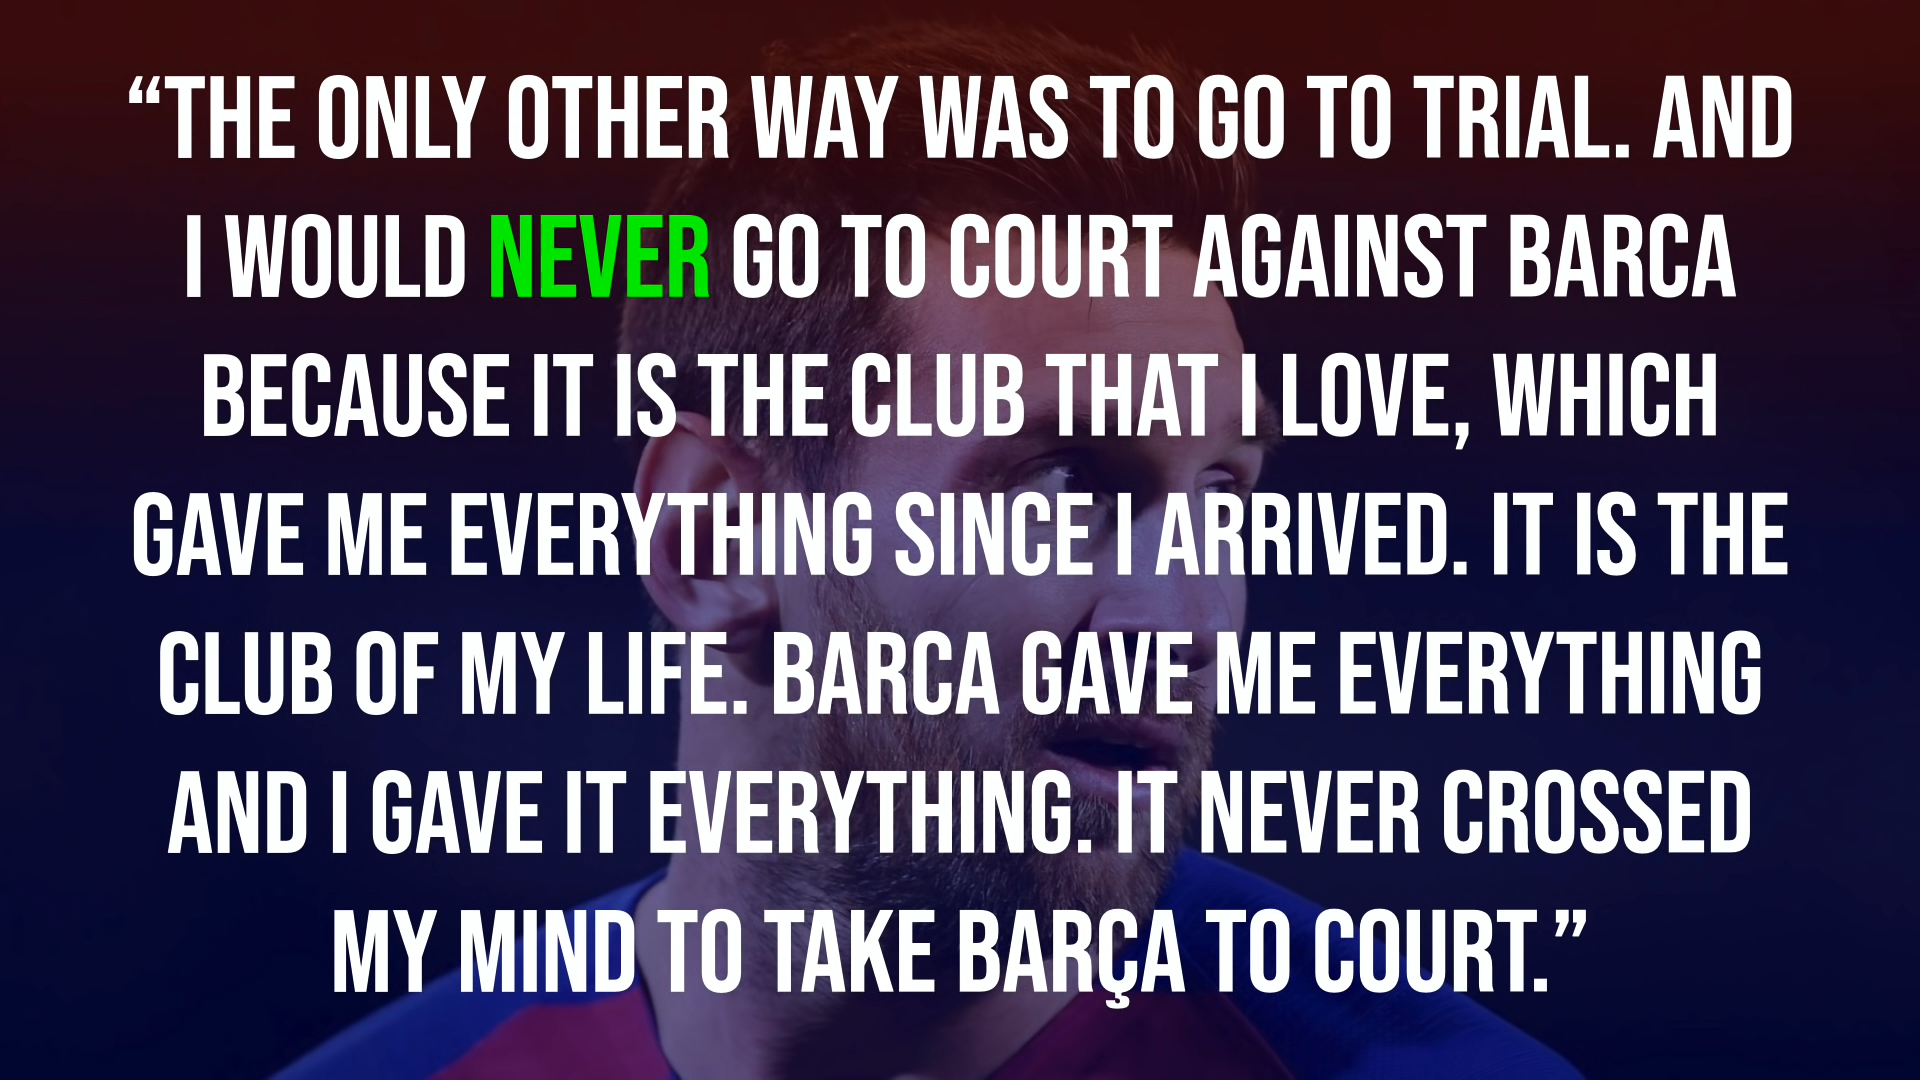 “THE ONLY OTHER WAY WAS TO GO TO TRIAL. AND
I WOULD NEVER GO TO COURT AGAINST BARCA
BECAUSE IT IS THE CLUB THAT I LOVE, WHICH
GAVE ME EVERYTHING SINCE I ARRIVED. IT IS THE
CLUB OF MY LIFE. BARCA GAVE ME EVERYTHING
AND I GAVE IT EVERYTHING. IT NEVER CROSSED
MY MIND TO TAKE BARÇA TO COURT.”